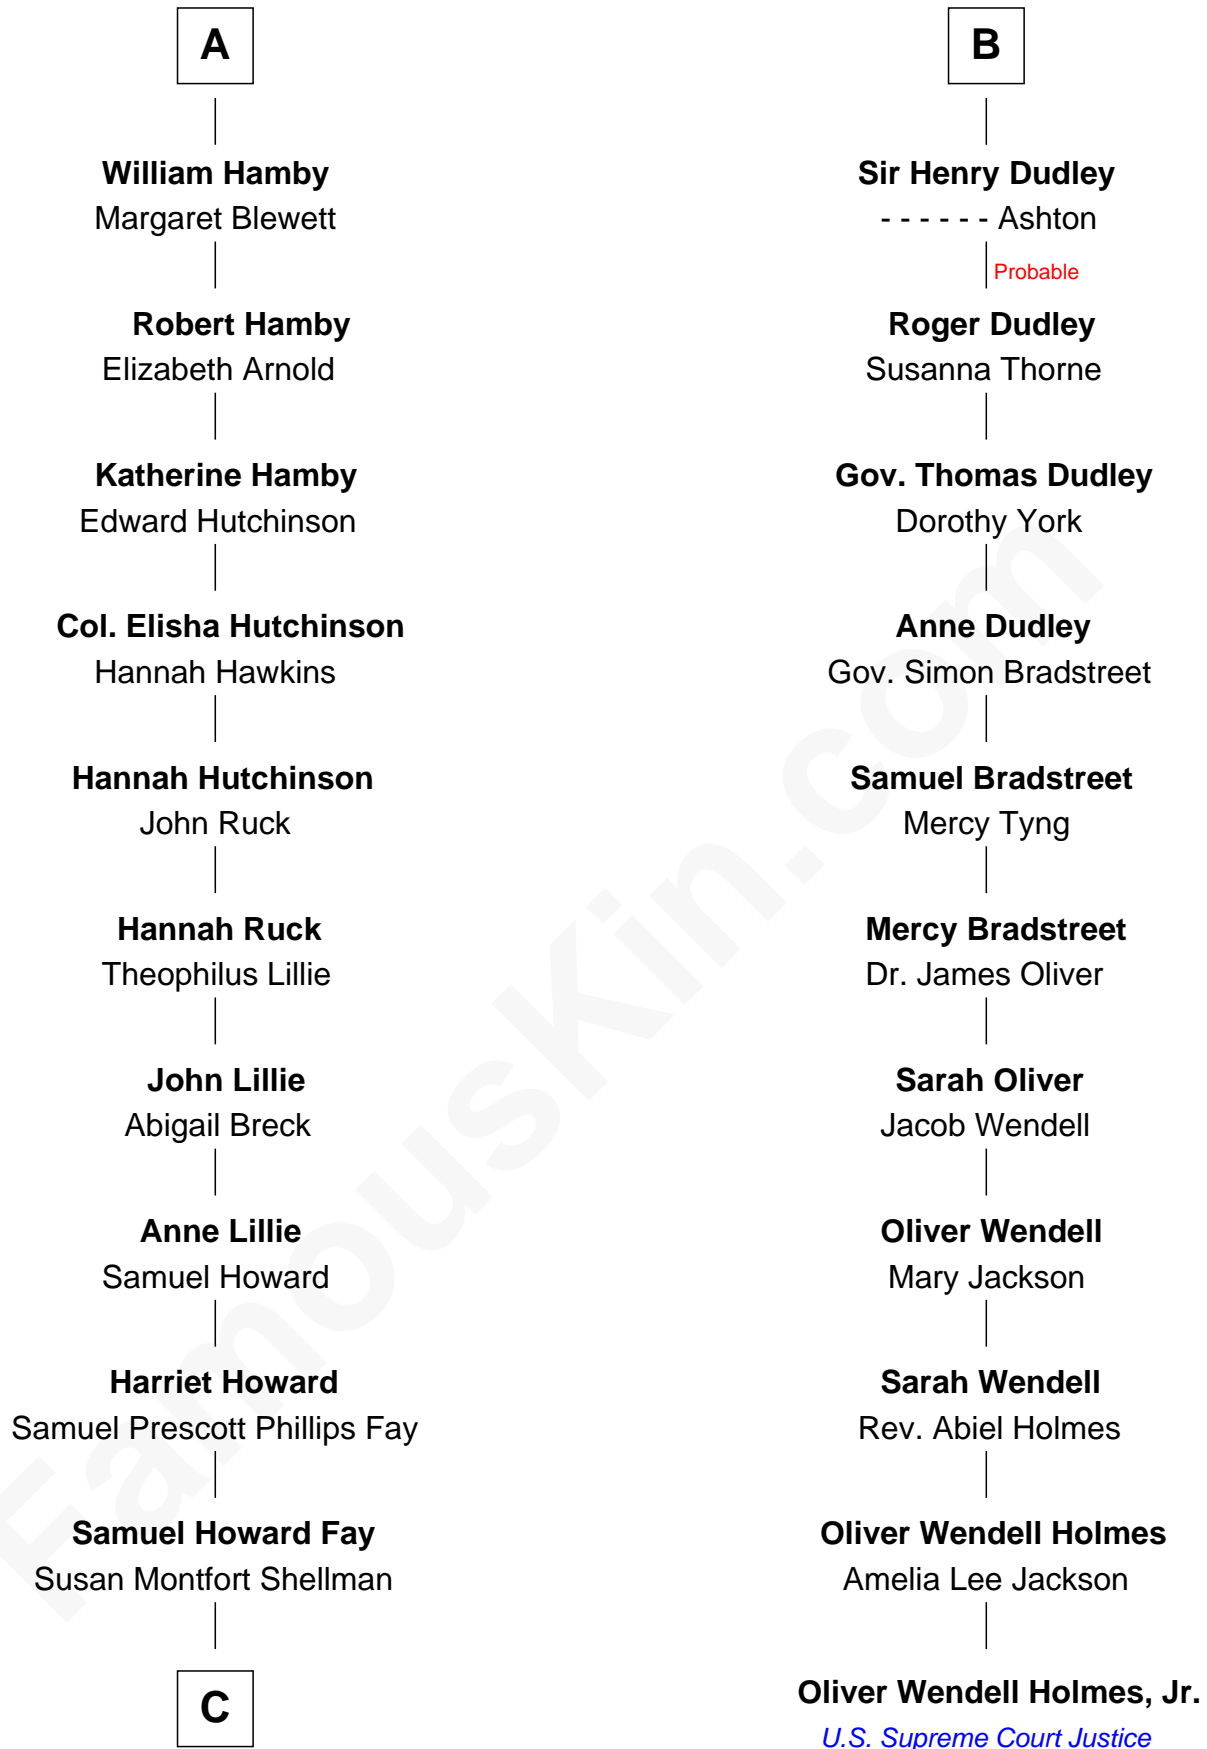 A
William Hamby
Margaret Blewett
Robert Hamby
Elizabeth Arnold
Katherine Hamby
Edward Hutchinson
Col. Elisha Hutchinson
Hannah Hawkins
Hannah Hutchinson
John Ruck
Hannah Ruck
Theophilus Lillie
John Lillie
Abigail Breck
Anne Lillie
Samuel Howard
Harriet Howard
Samuel Prescott Phillips Fay
Samuel Howard Fay
Susan Montfort Shellman
C
B
Sir Henry Dudley
- - - - - - Ashton
Probable
Roger Dudley
Susanna Thorne
Gov. Thomas Dudley
Dorothy York
Anne Dudley
Gov. Simon Bradstreet
Samuel Bradstreet
Mercy Tyng
Mercy Bradstreet
Dr. James Oliver
Sarah Oliver
Jacob Wendell
Oliver Wendell
Mary Jackson
Sarah Wendell
Rev. Abiel Holmes
Oliver Wendell Holmes
Amelia Lee Jackson
Oliver Wendell Holmes, Jr.
U.S. Supreme Court Justice
FamousKin.com